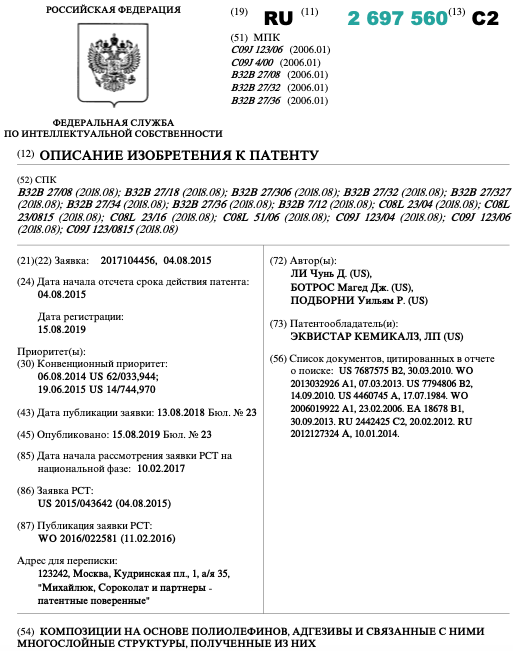 РОССИЙСКАЯ ФЕДЕРАЦИЯ
ФЕДЕРАЛЬНАЯ СЛУЖБА
ПО ИНТЕЛЛЕКТУАЛЬНОЙ СОБСТВЕННОСТИ
(19) RU (11) 2 697 560 (13) C2
(51) МПК
C09J 123/06 (2006.01)
C09J 4/00 (2006.01)
B32B 27/08 (2006.01)
B32B 27/32 (2006.01)
B32B 27/36 (2006.01)
(12) ОПИСАНИЕ ИЗОБРЕТЕНИЯ К ПАТЕНТУ
(52) СПК
B32B 27/08 (2018.08); B32B 27/18 (2018.08); B32B 27/306 (2018.08); B32B 27/32 (2018.08); B32B 27/327
(2018.08); B32B 27/34 (2018.08); B32B 27/36 (2018.08); B32B 7/12 (2018.08); C08L 23/04 (2018.08); C08L
23/0815 (2018.08); C08L 23/16 (2018.08); C08L 51/06 (2018.08); C09J 123/04 (2018.08); C09J 123/06
(2018.08); C09J 123/0815 (2018.08)
(21)(22) Заявка: 2017104456, 04.08.2015
(24) Дата начала отсчета срока действия патента:
04.08.2015
Дата регистрации:
15.08.2019
Приоритет(ы):
(30) Конвенционный приоритет:
06.08.2014 US 62/033,944;
19.06.2015 US 14/744,970
(43) Дата публикации заявки: 13.08.2018 Бюл. № 23
(45) Опубликовано: 15.08.2019 Бюл. № 23
(85) Дата начала рассмотрения заявки PCT на
национальной фазе: 10.02.2017
(86) Заявка PCT:
US 2015/043642 (04.08.2015)
(87) Публикация заявки PCT:
WO 2016/022581 (11.02.2016)
Адрес для переписки:
123242, Москва, Кудринская пл., 1, а/я 35,
"Михайлюк, Сороколат и партнеры -
патентные поверенные"
(72) Автор(ы):
ЛИ Чунь Д. (US),
БОТРОС Магед Дж. (US),
ПОДБОРНИ Уильям Р. (US)
(73) Патентообладатель(и):
ЭКВИСТАР КЕМИКАЛЗ, ЛП (US)
(56) Список документов, цитированных в отчете
о поиске: US 7687575 B2, 30.03.2010. WO
2013032926 A1, 07.03.2013. US 7794806 B2,
14.09.2010. US 4460745 A, 17.07.1984. WO
2006019922 A1, 23.02.2006. EA 18678 B1,
30.09.2013. RU 2442425 C2, 20.02.2012. RU
2012127324 A, 10.01.2014.
(54) КОМПОЗИЦИИ НА ОСНОВЕ ПОЛИОЛЕФИНОВ, АДГЕЗИВЫ И СВЯЗАННЫЕ С НИМИ
МНОГОСЛОЙНЫЕ СТРУКТУРЫ, ПОЛУЧЕННЫЕ ИЗ НИХ